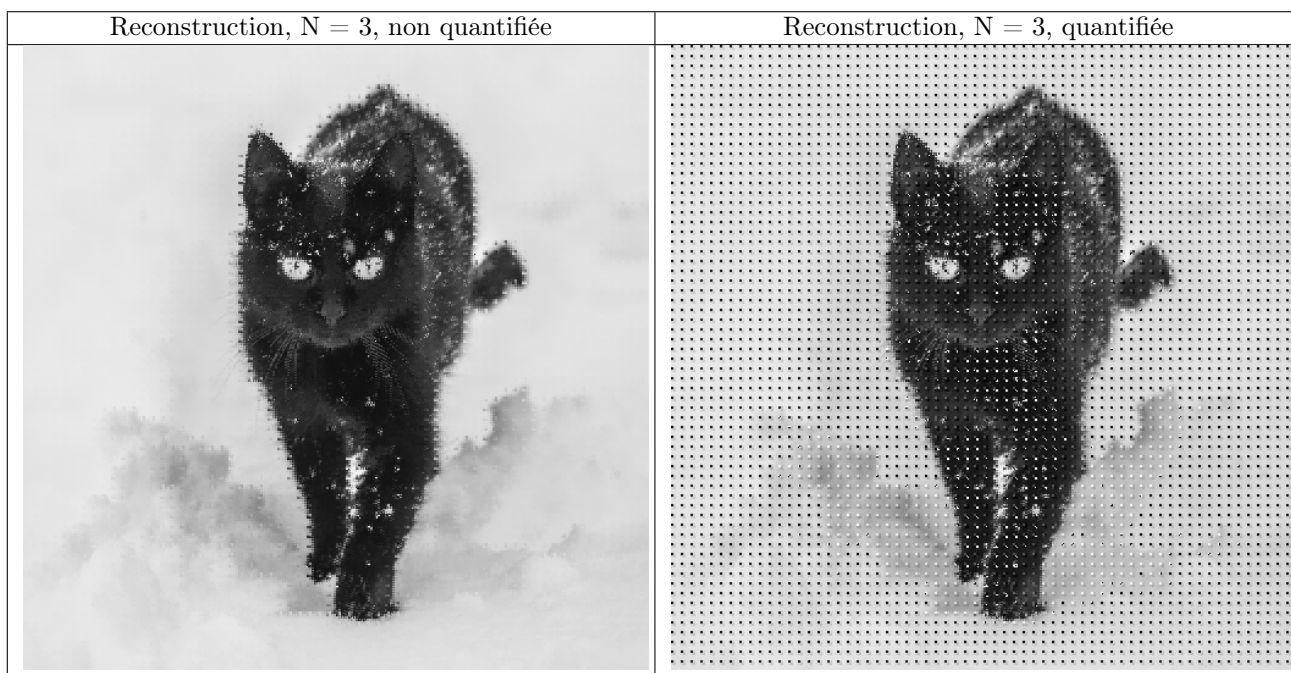 Reconstruction, N = 3, non quantifiée
Reconstruction, N = 3, quantifiée